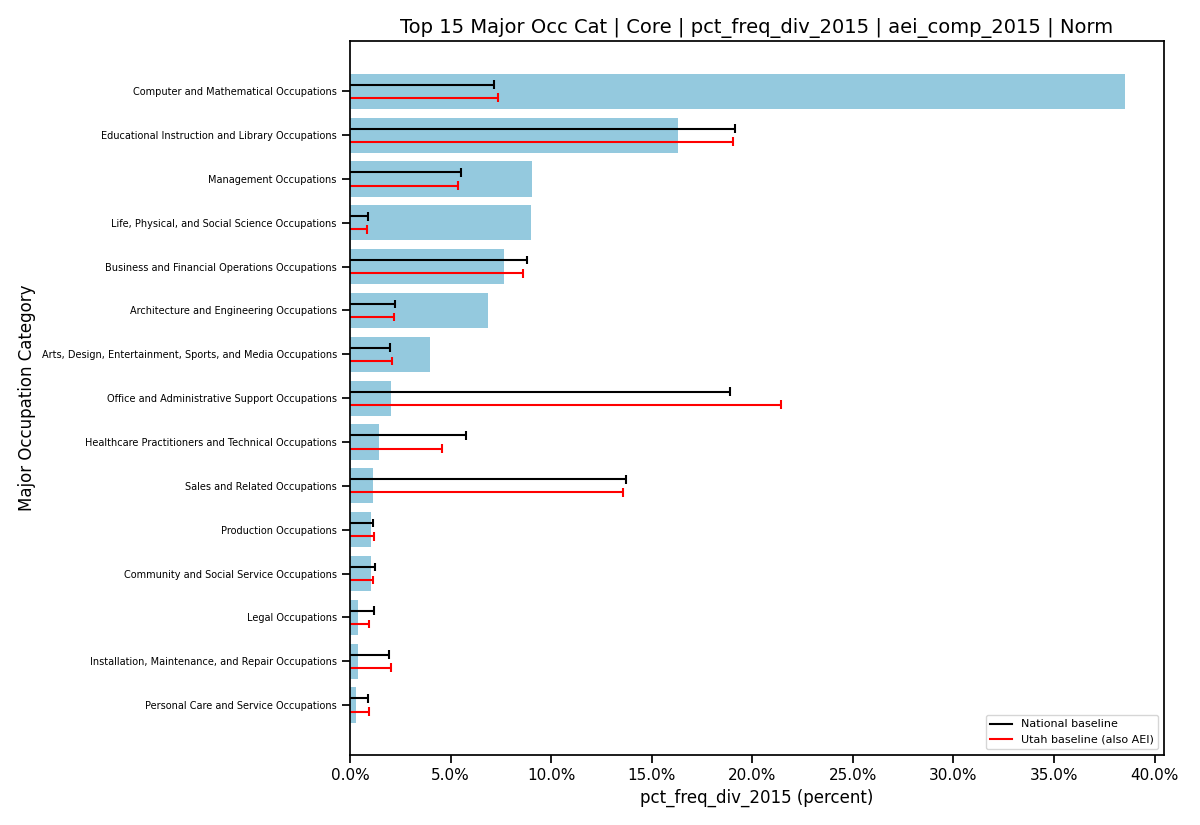 Top 15 Major Occ Cat | Core | pct_freq_div_2015 | aei_comp_2015 | Norm
Major Occupation Category
Computer and Mathematical Occupations
Educational Instruction and Library Occupations
Management Occupations
Life, Physical, and Social Science Occupations
Business and Financial Operations Occupations
Architecture and Engineering Occupations
Arts, Design, Entertainment, Sports, and Media Occupations
Office and Administrative Support Occupations
Healthcare Practitioners and Technical Occupations
Sales and Related Occupations
Production Occupations
Community and Social Service Occupations
Legal Occupations
Installation, Maintenance, and Repair Occupations
Personal Care and Service Occupations
National baseline
Utah baseline (also AEI)
0.0% 5.0% 10.0% 15.0% 20.0% 25.0% 30.0% 35.0% 40.0%
pct_freq_div_2015 (percent)